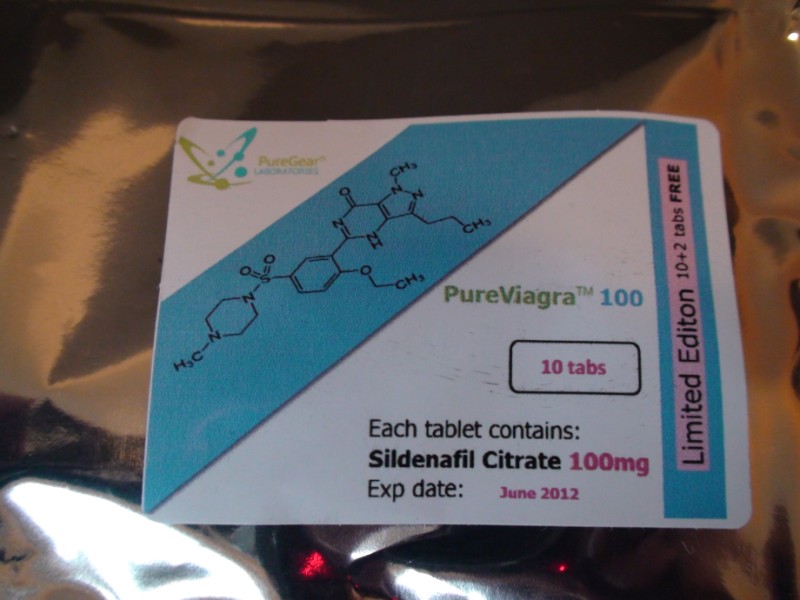 PureGear®
LABORATORIES
CH₃
O
N
N
N
N
H
CH₃
O
O
S
O
CH₃
N
N
H₃C
PureViagra™ 100
10 tabs
Each tablet contains:
Sildenafil Citrate 100mg
Exp date: June 2012
Limited Editon 10+2 tabs FREE